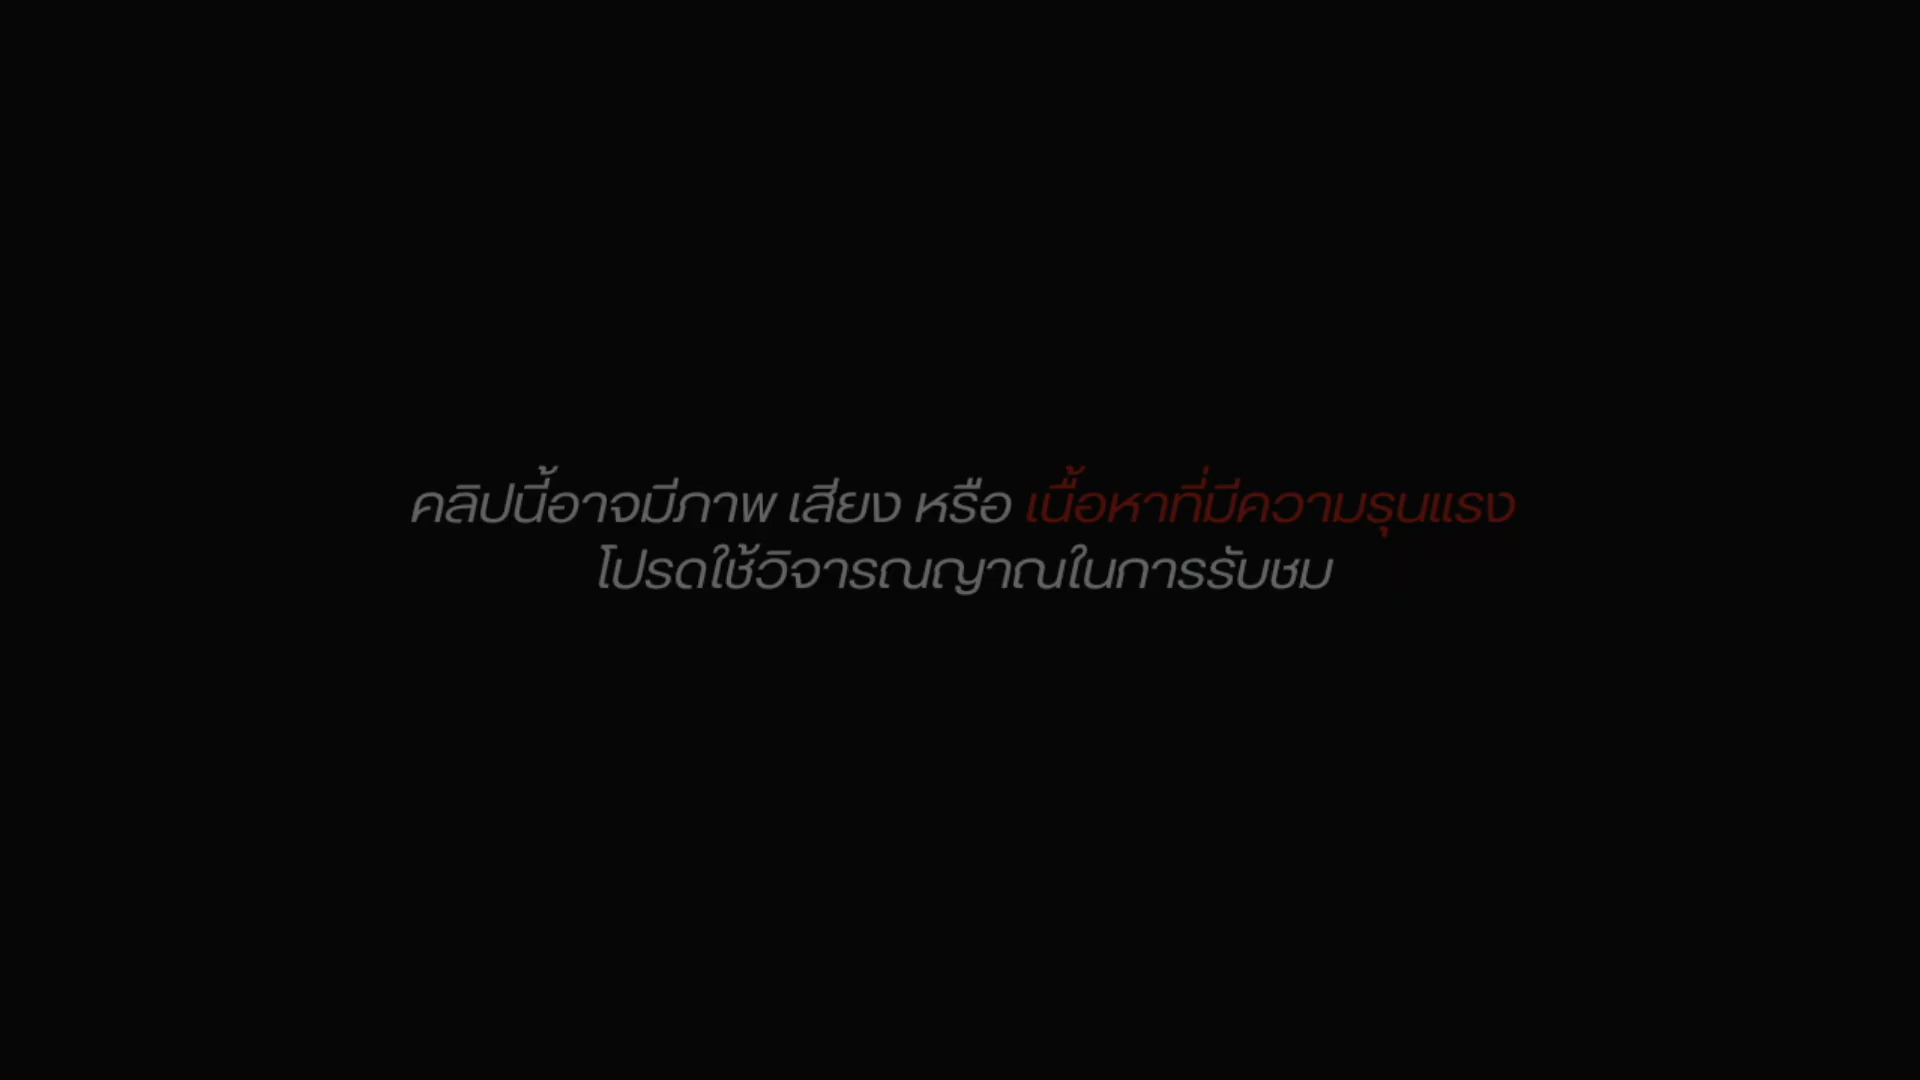 คลิปนี้อาจมีภาพ เสียง หรือ เนื้อหาที่มีความรุนแรง
โปรดใช้วิจารณญาณในการรับชม